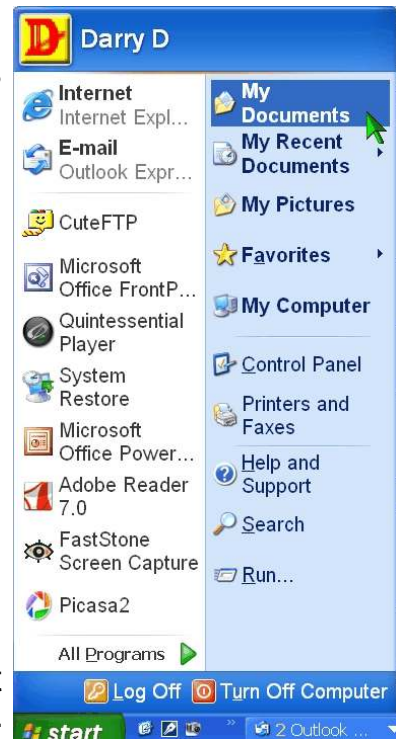 Darry D
Internet
Internet Expl...
E-mail
Outlook Expr...
CuteFTP
Microsoft
Office FrontP...
Quintessential
Player
System
Restore
Microsoft
Office Power...
Adobe Reader
7.0
FastStone
Screen Capture
Picasa2
All Programs
My
Documents
My Recent
Documents
My Pictures
Favorites
My Computer
Control Panel
Printers and
Faxes
Help and
Support
Search
Run...
Log Off
Turn Off Computer
start
2 Outlook ...